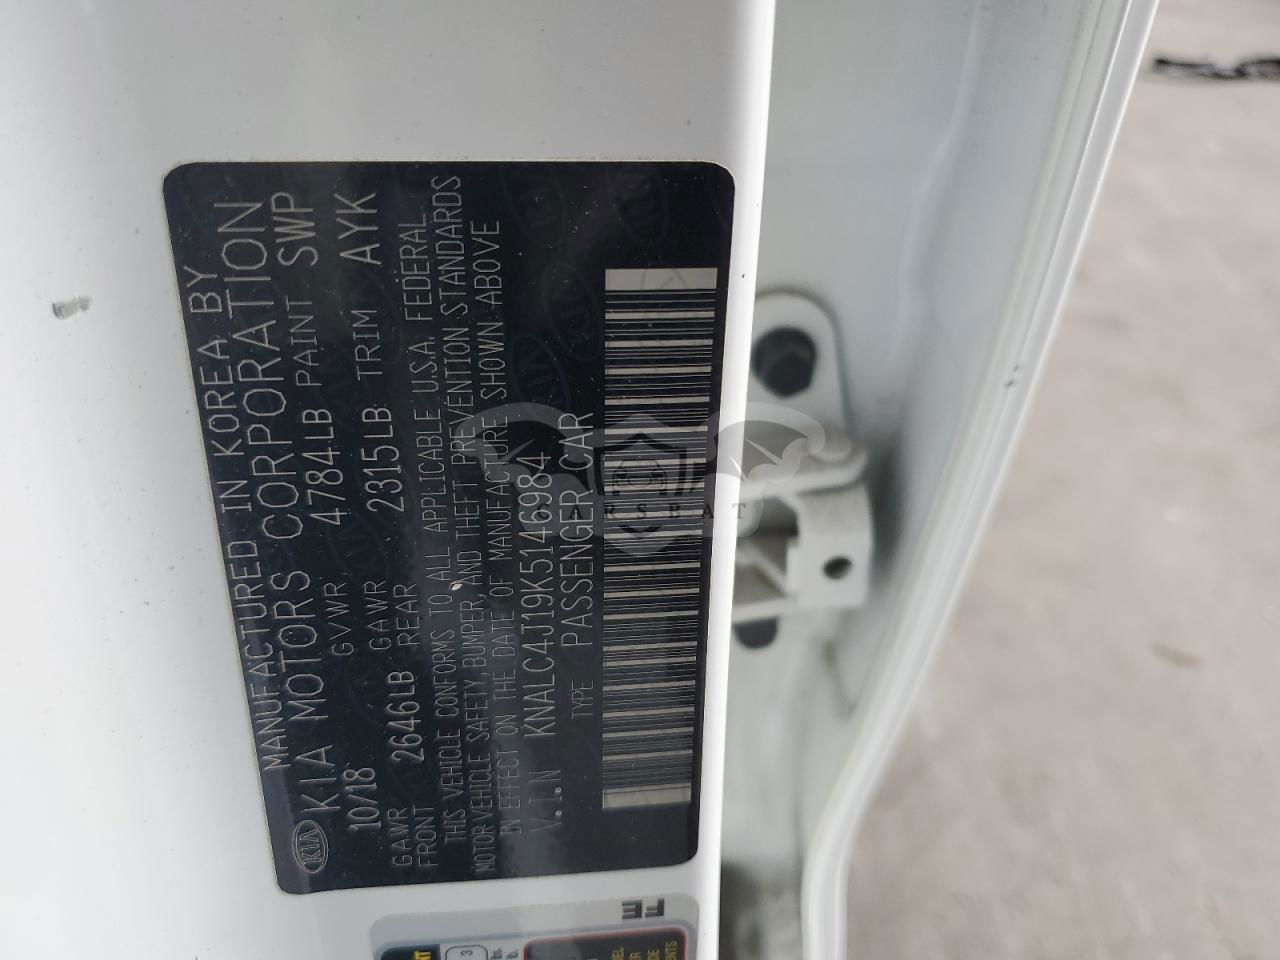 MANUFACTURED IN KOREA BY
KIA KIA MOTORS CORPORATION
10/18 GVWR 4784LB PAINT SWP
GAWR FRONT 2646LB GAWR REAR 2315LB TRIM AYK
THIS VEHICLE CONFORMS TO ALL APPLICABLE U.S.A. FEDERAL
MOTOR VEHICLE SAFETY, BUMPER, AND THEFT PREVENTION STANDARDS
IN EFFECT ON THE DATE OF MANUFACTURE SHOWN ABOVE
V.I.N KNALC4J19K5146984
TYPE PASSENGER CAR
CARSBAT